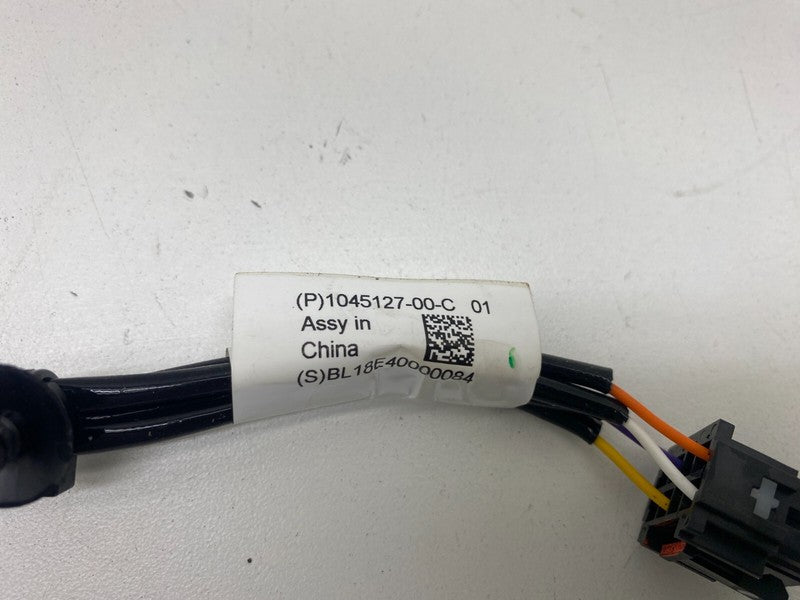 (P)1045127-00-C 01
Assy in
China
(S)BL18E40000084